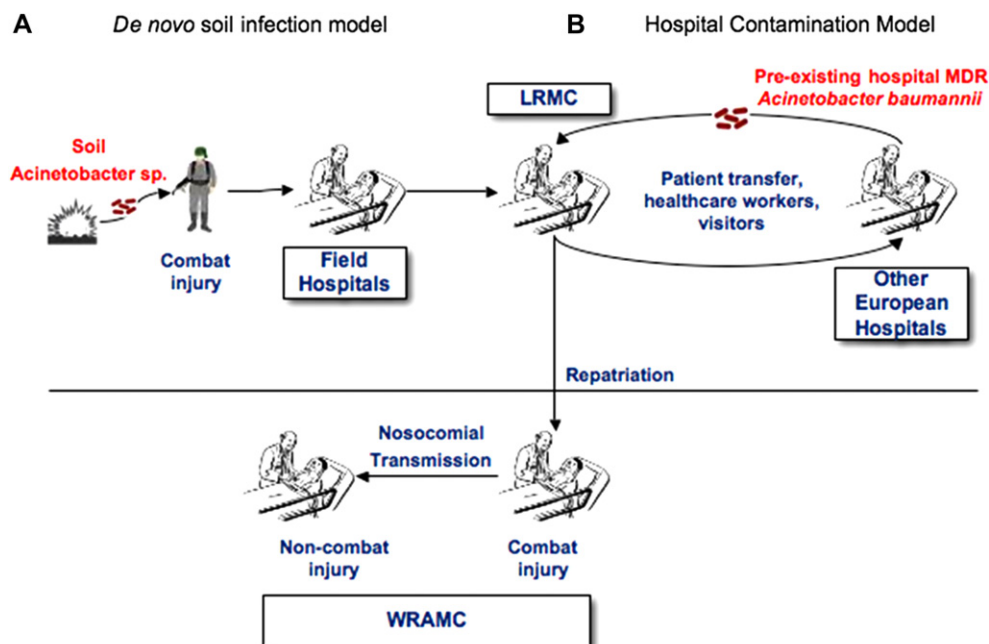 A De novo soil infection model
B Hospital Contamination Model
Pre-existing hospital MDR
Acinetobacter baumannii
LRMC
Soil
Acinetobacter sp.
Patient transfer,
healthcare workers,
visitors
Combat
injury
Field
Hospitals
Other
European
Hospitals
Repatriation
Nosocomial
Transmission
Non-combat
injury
Combat
injury
WRAMC